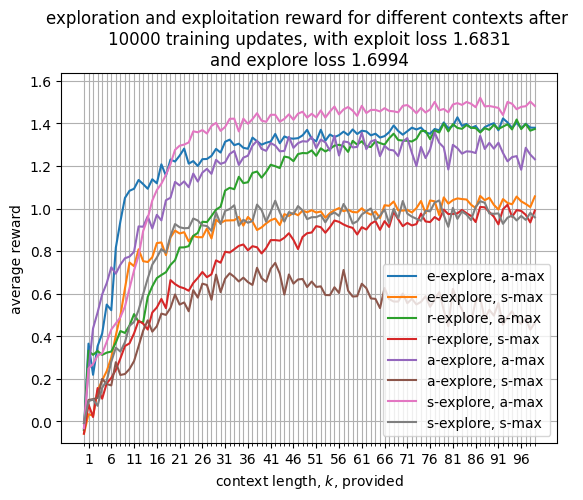 exploration and exploitation reward for different contexts after
10000 training updates, with exploit loss 1.6831
and explore loss 1.6994
average reward
1.6
1.4
1.2
1.0
0.8
0.6
0.4
0.2
0.0
e-explore, a-max
e-explore, s-max
r-explore, a-max
r-explore, s-max
a-explore, a-max
a-explore, s-max
s-explore, a-max
s-explore, s-max
1 6 11 16 21 26 31 36 41 46 51 56 61 66 71 76 81 86 91 96
context length, k, provided